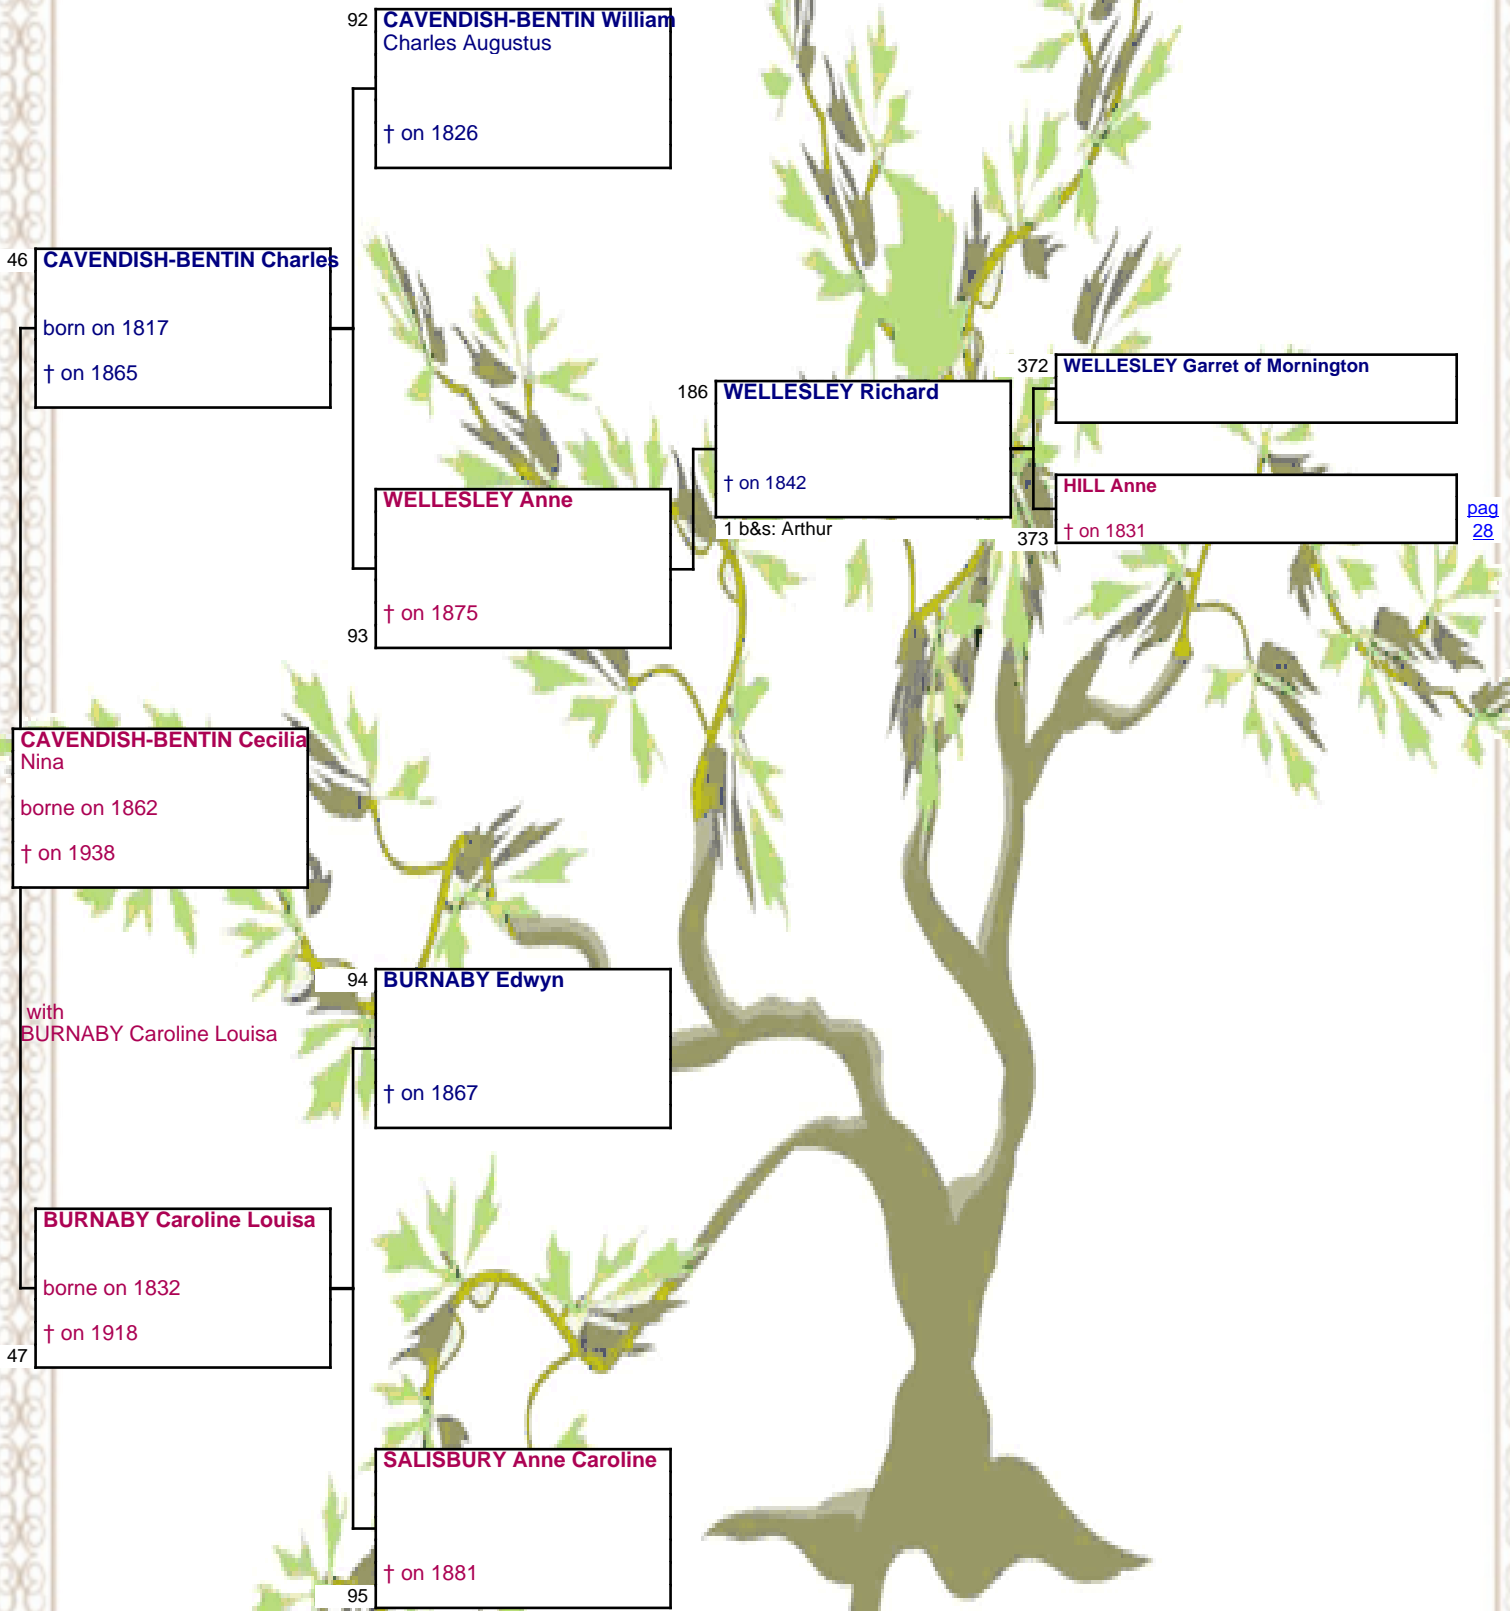 92
CAVENDISH-BENTIN William
Charles Augustus
† on 1826
46
CAVENDISH-BENTIN Charles
born on 1817
† on 1865
372
WELLESLEY Garret of Mornington
186
WELLESLEY Richard
† on 1842
1 b&s: Arthur
HILL Anne
† on 1831
373
pag
28
WELLESLEY Anne
† on 1875
93
CAVENDISH-BENTIN Cecilia
Nina
borne on 1862
† on 1938
94
BURNABY Edwyn
† on 1867
with
BURNABY Caroline Louisa
BURNABY Caroline Louisa
borne on 1832
† on 1918
47
SALISBURY Anne Caroline
† on 1881
95